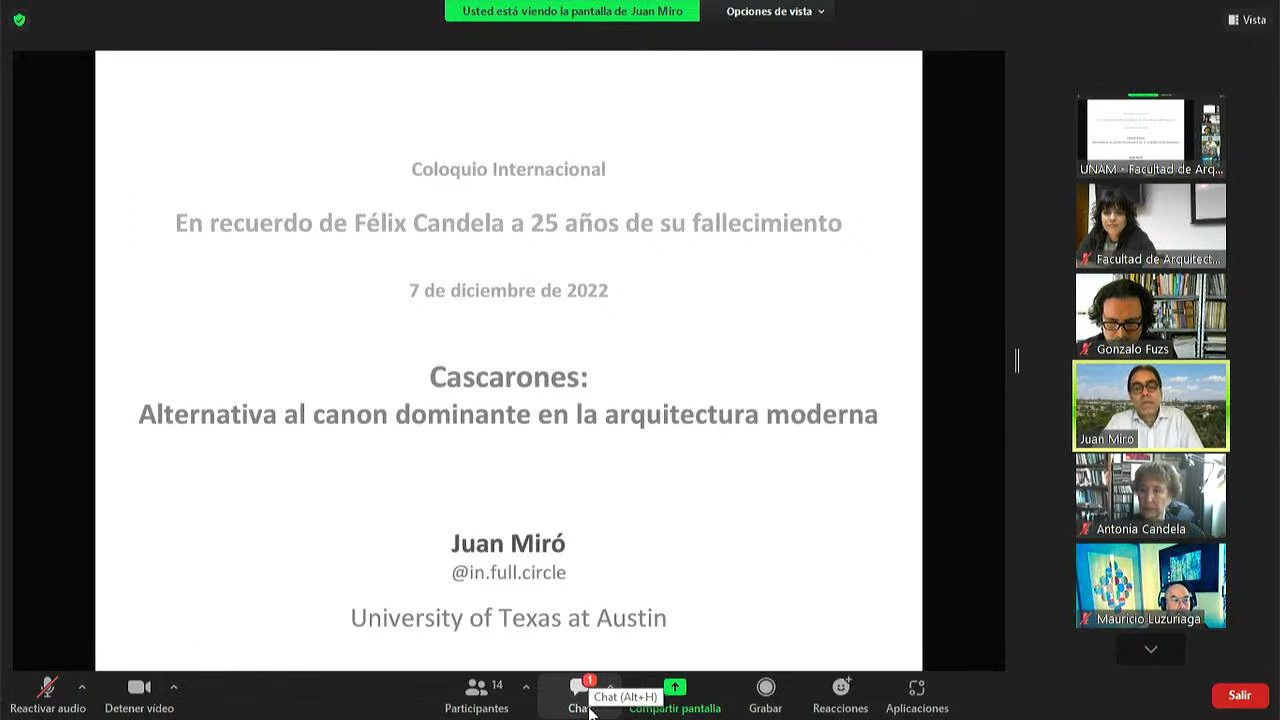 Usted está viendo la pantalla de Juan Miro
Opciones de vista
Vista
Coloquio Internacional
En recuerdo de Félix Candela a 25 años de su fallecimiento
7 de diciembre de 2022
Cascarones:
Alternativa al canon dominante en la arquitectura moderna
Juan Miró
@in.full.circle
University of Texas at Austin
UNAM - Facultad de Arq...
Facultad de Arquitect...
Gonzalo Fuzs
Juan Miro
Antonia Candela
Mauricio Luzuriaga
Reactivar audio
Detener vídeo
14
Participantes
1
Chat
Chat (Alt+H)
Compartir pantalla
Grabar
Reacciones
Aplicaciones
Salir